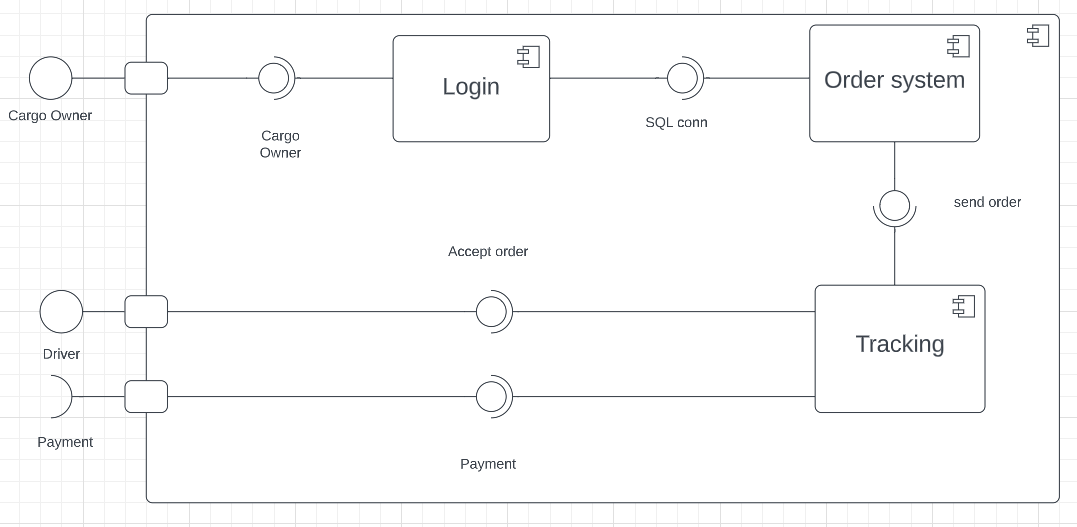 Login
Order system
Cargo Owner
SQL conn
Cargo
Owner
send order
Accept order
Tracking
Driver
Payment
Payment